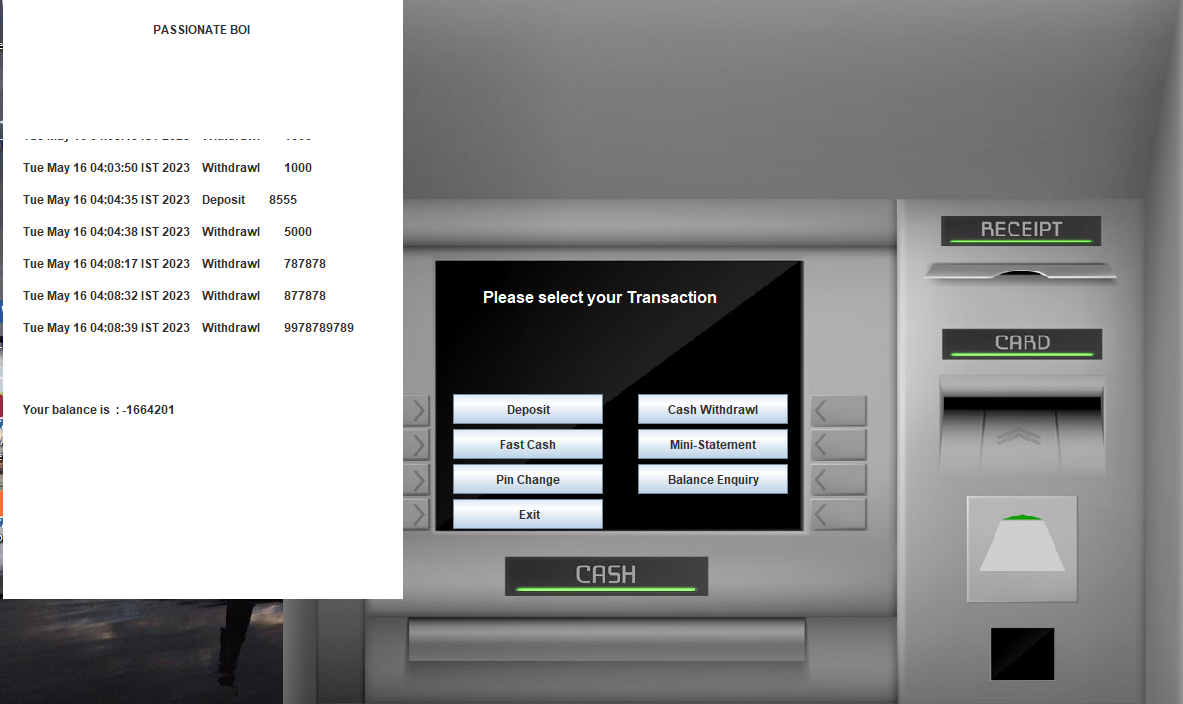 PASSIONATE BOI
Tue May 16 04:03:50 IST 2023 Withdrawl 1000
Tue May 16 04:04:35 IST 2023 Deposit 8555
Tue May 16 04:04:38 IST 2023 Withdrawl 5000
Tue May 16 04:08:17 IST 2023 Withdrawl 787878
Tue May 16 04:08:32 IST 2023 Withdrawl 877878
Tue May 16 04:08:39 IST 2023 Withdrawl 9978789789
Your balance is : -1664201
Please select your Transaction
Deposit
Cash Withdrawl
Fast Cash
Mini-Statement
Pin Change
Balance Enquiry
Exit
CASH
RECEIPT
CARD